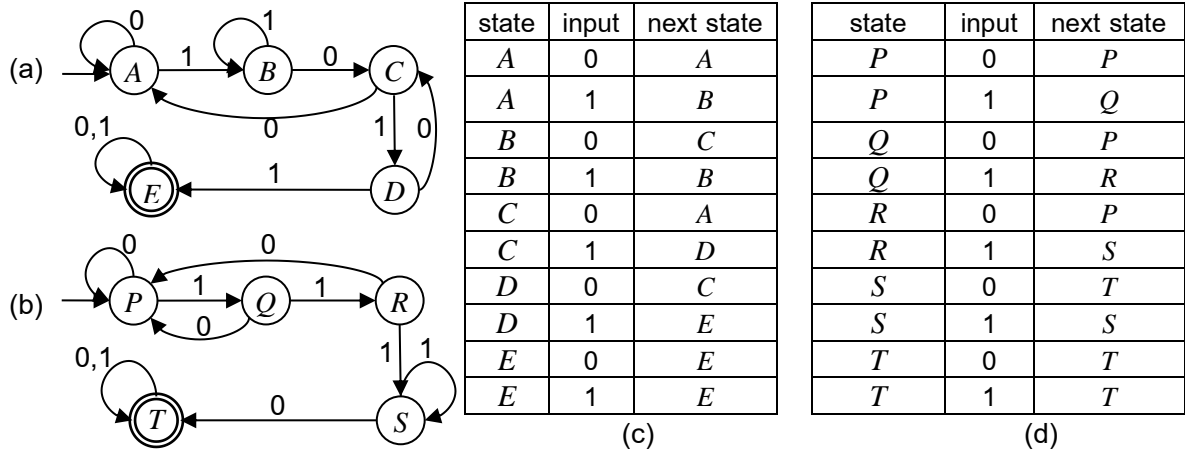 (a)
0
1
A
1
B
0
C
0
1
0
0,1
E
1
D
(b)
0
0
P
1
Q
1
R
0
1
1
0,1
T
0
S
state input next state
A 0 A
A 1 B
B 0 C
B 1 B
C 0 A
C 1 D
D 0 C
D 1 E
E 0 E
E 1 E
(c)
state input next state
P 0 P
P 1 Q
Q 0 P
Q 1 R
R 0 P
R 1 S
S 0 T
S 1 S
T 0 T
T 1 T
(d)